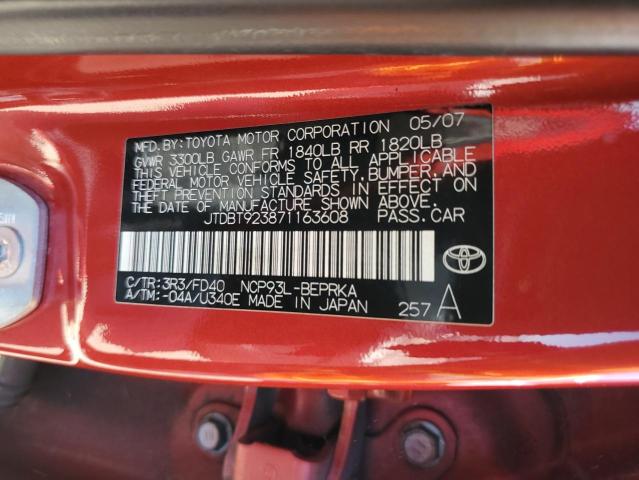 MFD. BY: TOYOTA MOTOR CORPORATION 05/07
GVWR 3300LB GAWR FR 1840LB RR 1820LB
THIS VEHICLE CONFORMS TO ALL APPLICABLE
FEDERAL MOTOR VEHICLE SAFETY, BUMPER, AND
THEFT PREVENTION STANDARDS IN EFFECT ON
THE DATE OF MANUFACTURE SHOWN ABOVE.
JTDBT923871163608 PASS. CAR
C/TR: 3R3/FD40 NCP93L-BEPRKA
A/TM: -04A/U340E MADE IN JAPAN 257 A